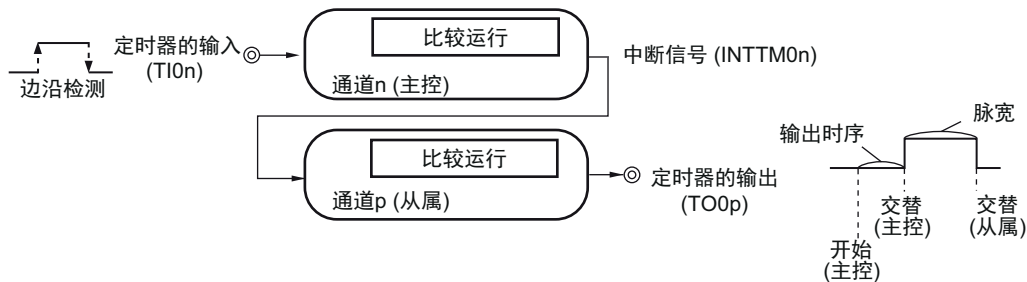 边沿检测
定时器的输入
(TI0n)
比较运行
通道n (主控)
中断信号 (INTTM0n)
比较运行
通道p (从属)
定时器的输出
(TO0p)
输出时序
脉宽
交替
(主控)
交替
(从属)
开始
(主控)